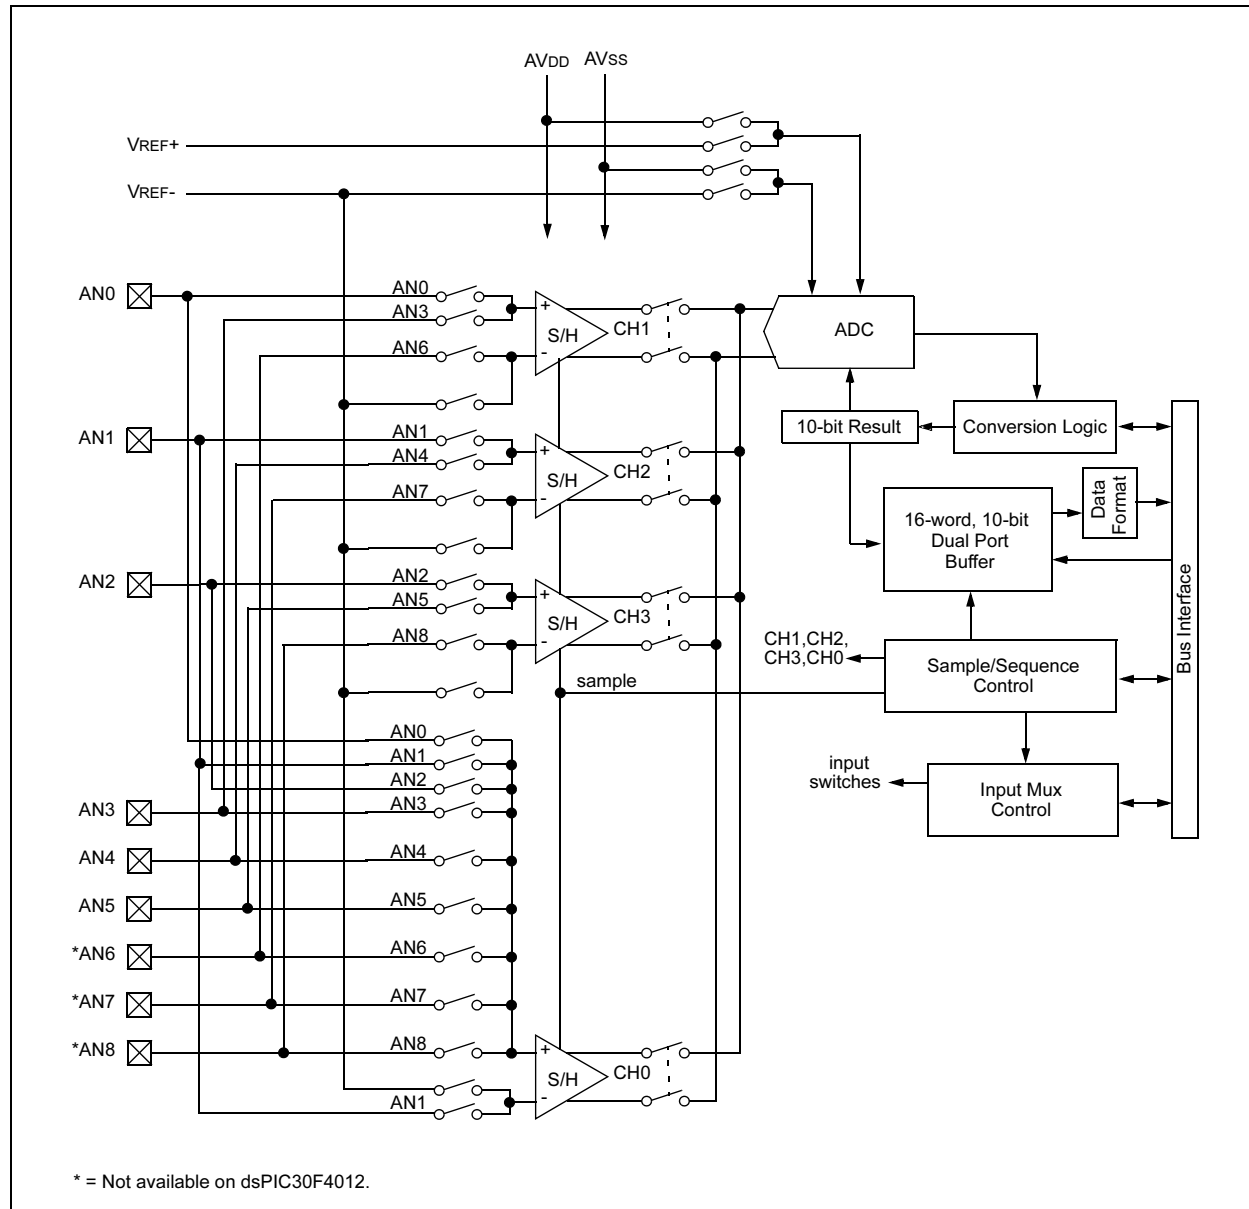 AVDD AVSS
VREF+
VREF-
AN0
AN0
AN3
AN6
+
S/H
-
CH1
ADC
AN1
AN1
AN4
AN7
+
S/H
-
CH2
10-bit Result
Conversion Logic
16-word, 10-bit
Dual Port
Buffer
Data
Format
Bus Interface
AN2
AN2
AN5
AN8
+
S/H
-
CH3
CH1,CH2,
CH3,CH0
Sample/Sequence
Control
sample
input
switches
Input Mux
Control
AN0
AN1
AN2
AN3
AN3
AN4
AN4
AN5
AN5
*AN6
AN6
*AN7
AN7
*AN8
AN8
+
S/H
-
CH0
AN1
* = Not available on dsPIC30F4012.